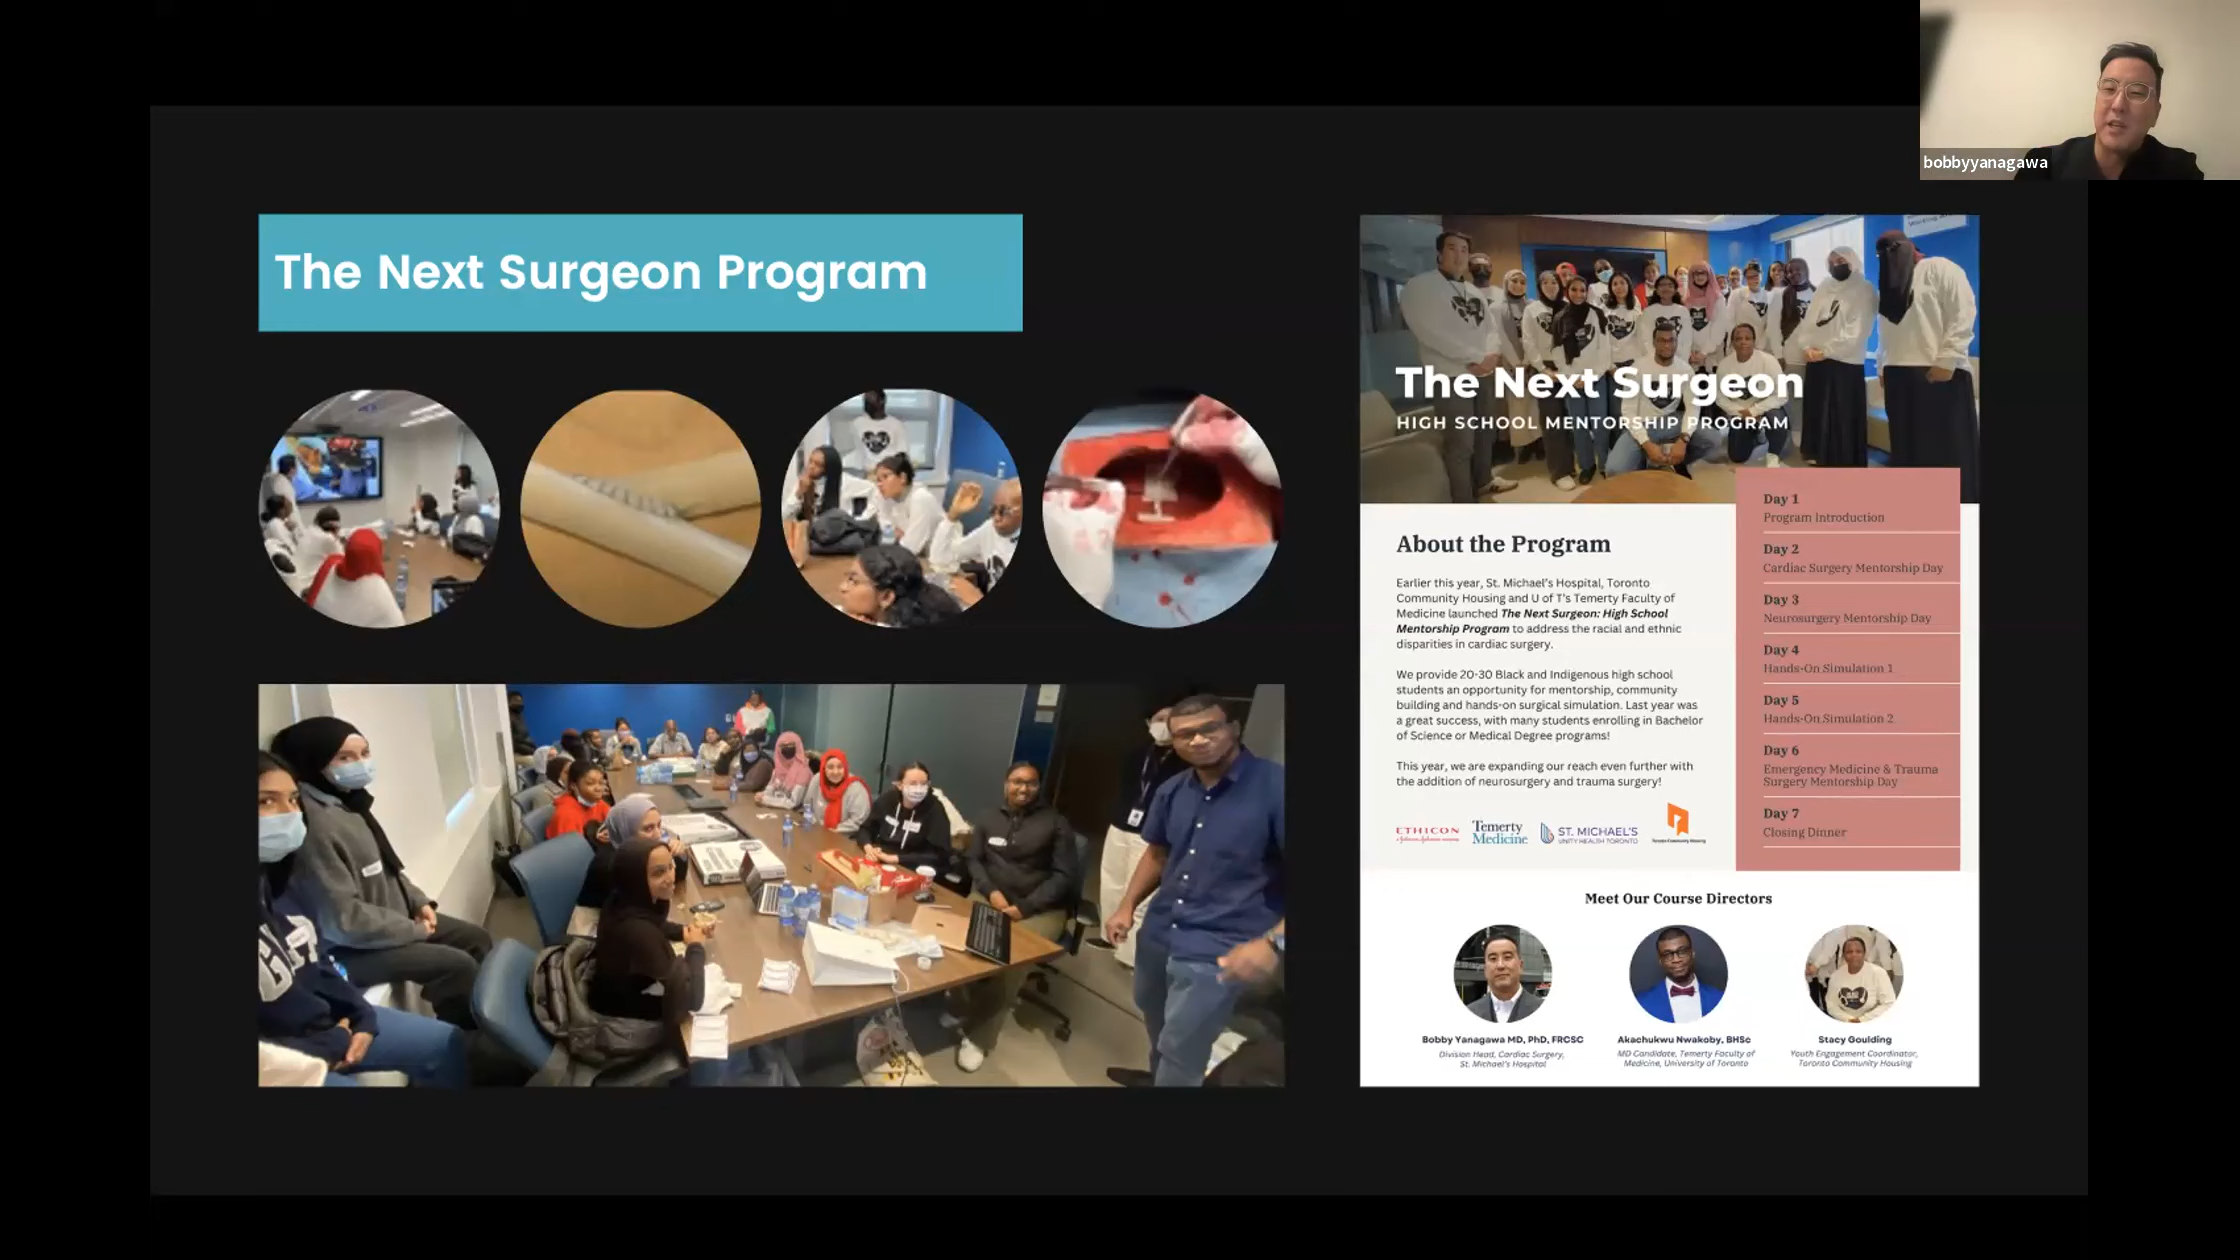 bobbyyanagawa
The Next Surgeon Program
The Next Surgeon
HIGH SCHOOL MENTORSHIP PROGRAM
About the Program
Earlier this year, St. Michael's Hospital, Toronto
Community Housing and U of T's Temerty Faculty of
Medicine launched The Next Surgeon: High School
Mentorship Program to address the racial and ethnic
disparities in cardiac surgery.
We provide 20-30 Black and Indigenous high school
students an opportunity for mentorship, community
building and hands-on surgical simulation. Last year was
a great success, with many students enrolling in Bachelor
of Science or Medical Degree programs!
This year, we are expanding our reach even further with
the addition of neurosurgery and trauma surgery!
ETHICON
Temerty
Medicine
ST. MICHAEL'S
UNITY HEALTH TORONTO
Toronto Community Housing
Day 1
Program Introduction
Day 2
Cardiac Surgery Mentorship Day
Day 3
Neurosurgery Mentorship Day
Day 4
Hands-On Simulation 1
Day 5
Hands-On Simulation 2
Day 6
Emergency Medicine & Trauma
Surgery Mentorship Day
Day 7
Closing Dinner
Meet Our Course Directors
Bobby Yanagawa MD, PhD, FRCSC
Division Head, Cardiac Surgery,
St. Michael's Hospital
Akachukwu Nwakoby, BHSc
MD Candidate, Temerty Faculty of
Medicine, University of Toronto
Stacy Goulding
Youth Engagement Coordinator,
Toronto Community Housing